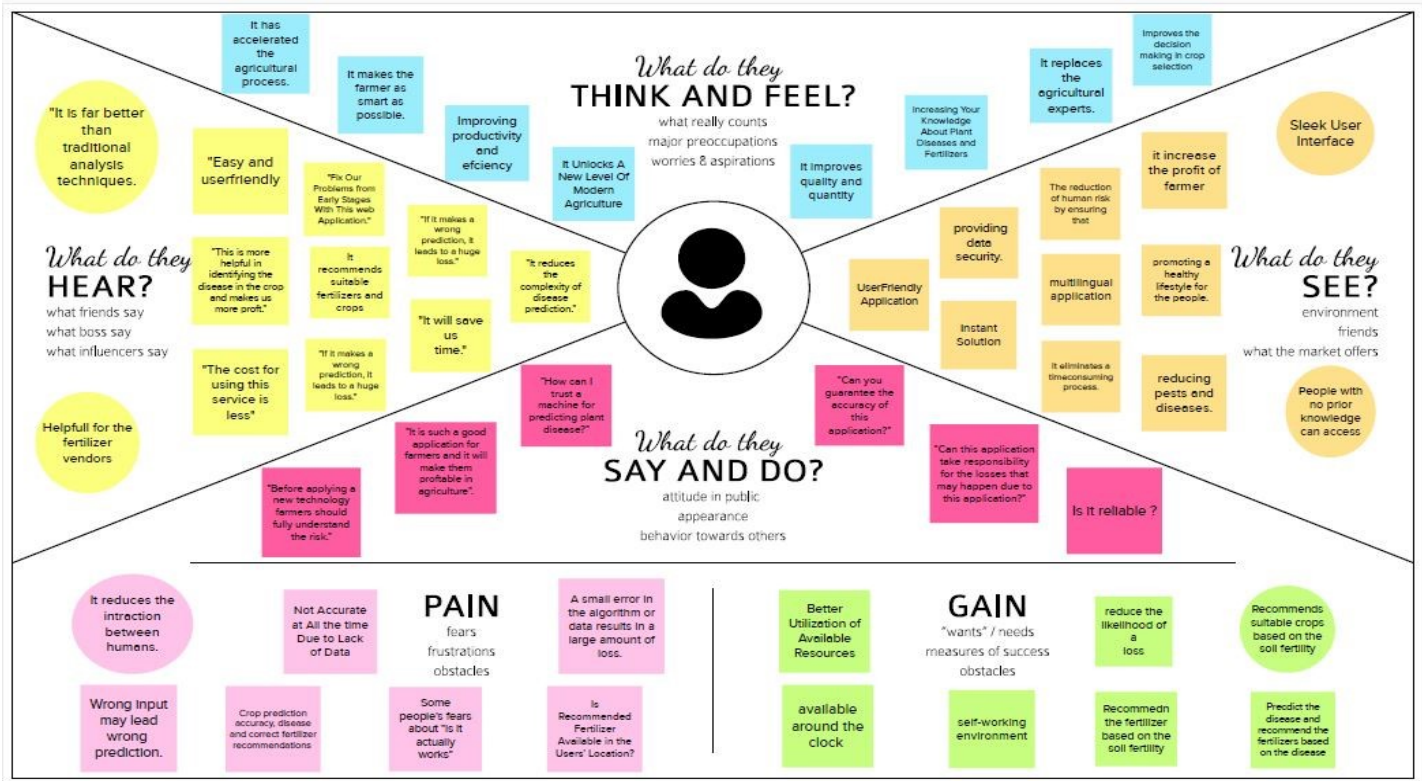 What do they
THINK AND FEEL?
what really counts
major preoccupations
worries & aspirations
It has
accelerated
the
agricultural
process.
It makes the
farmer as
smart as
possible.
Improving
productivity
and
efciency
It Unlocks A
New Level Of
Modern
Agriculture
It improves
quality and
quantity
Increasing Your
Knowledge
About Plant
Diseases and
Fertilizers
It replaces
the
agricultural
experts.
Improves the
decision
making in crop
selection
What do they
HEAR?
what friends say
what boss say
what influencers say
"It is far better
than
traditional
analysis
techniques.
"Easy and
userfriendly
"Fix Our
Problems from
Early Stages
With This web
Application."
"If it makes a
wrong
prediction, it
leads to a huge
loss."
"This is more
helpful in
identifying the
disease in the crop
and makes us
more proft."
It
recommends
suitable
fertilizers and
crops
"It reduces
the
complexity of
disease
prediction."
"It will save
us
time."
"The cost for
using this
service is
less"
"If it makes a
wrong
prediction, it
leads to a huge
loss."
Helpfull for the
fertilizer
vendors
What do they
SEE?
environment
friends
what the market offers
Sleek User
Interface
it increase
the profit of
farmer
The reduction
of human risk
by ensuring
that
providing
data
security.
UserFriendly
Application
multilingual
application
promoting a
healthy
lifestyle for
the people.
Instant
Solution
It eliminates a
timeconsuming
process.
reducing
pests and
diseases.
People with
no prior
knowledge
can access
What do they
SAY AND DO?
attitude in public
appearance
behavior towards others
"How can I
trust a
machine for
predicting plant
disease?"
"It is such a good
application for
farmers and it will
make them
proftable in
agriculture".
"Before applying a
new technology
farmers should
fully understand
the risk."
"Can you
guarantee the
accuracy of
this
application?"
"Can this application
take responsibility
for the losses that
may happen due to
this application?"
Is it reliable ?
PAIN
fears
frustrations
obstacles
It reduces the
intraction
between
humans.
Not Accurate
at All the time
Due to Lack
of Data
A small error in
the algorithm or
data results in a
large amount of
loss.
Wrong input
may lead
wrong
prediction.
Crop prediction
accuracy, disease
and correct fertilizer
recommendations
Some
people's fears
about "is it
actually
works"
Is
Recommended
Fertilizer
Available in the
Users' Location?
GAIN
"wants" / needs
measures of success
obstacles
Better
Utilization of
Available
Resources
reduce the
likelihood of
a
loss
Recommends
suitable crops
based on the
soil fertility
available
around the
clock
self-working
environment
Recommedn
the fertilizer
based on the
soil fertility
Precdict the
disease and
recommend the
fertilizers based
on the disease